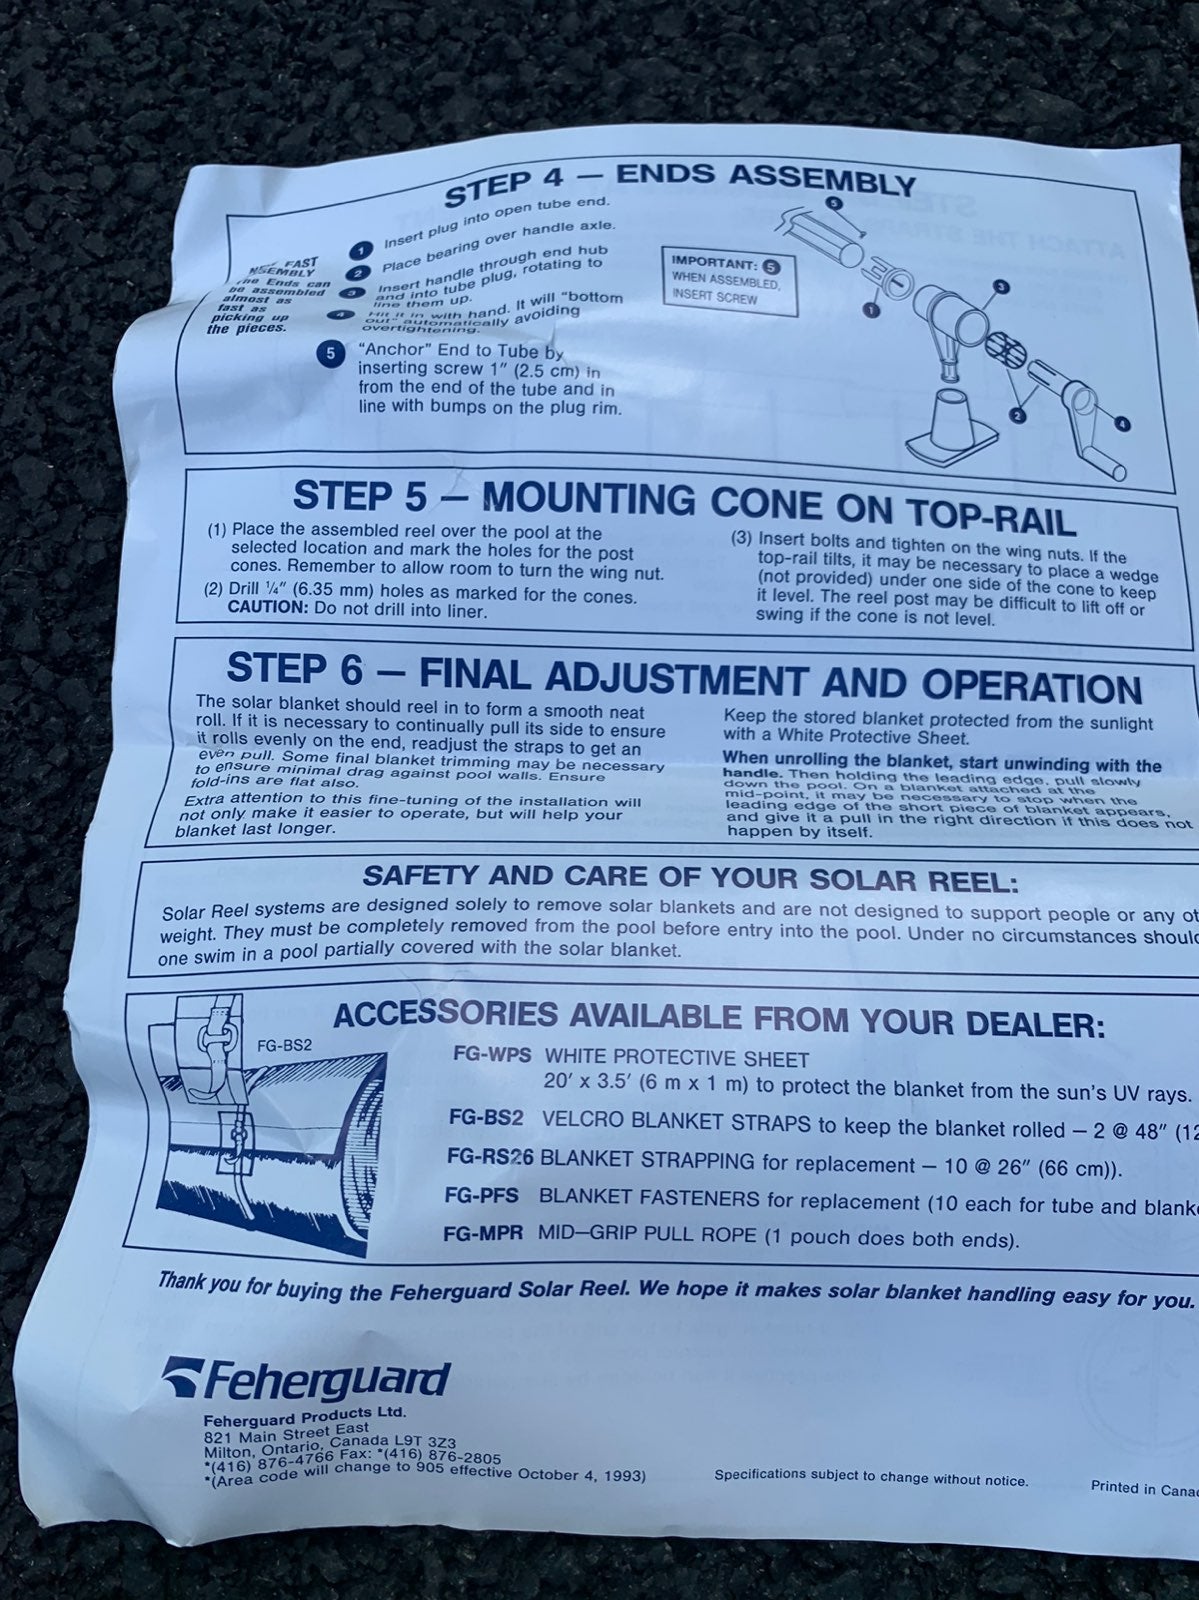 STEP 4 — ENDS ASSEMBLY
FAST
The Ends can
be assembled
almost as
fast as
picking up
the pieces.
1 Insert plug into open tube end.
2 Place bearing over handle axle.
3 Insert handle through end hub
and into tube plug, rotating to
line them up.
4 Hit it in with hand. It will "bottom
out" automatically avoiding
overtightening.
5 "Anchor" End to Tube by
inserting screw 1" (2.5 cm) in
from the end of the tube and in
line with bumps on the plug rim.
IMPORTANT: 5
WHEN ASSEMBLED,
INSERT SCREW
5
1
3
2
4
STEP 5 — MOUNTING CONE ON TOP-RAIL
(1) Place the assembled reel over the pool at the
selected location and mark the holes for the post
cones. Remember to allow room to turn the wing nut.
(2) Drill ¼" (6.35 mm) holes as marked for the cones.
CAUTION: Do not drill into liner.
(3) Insert bolts and tighten on the wing nuts. If the
top-rail tilts, it may be necessary to place a wedge
(not provided) under one side of the cone to keep
it level. The reel post may be difficult to lift off or
swing if the cone is not level.
STEP 6 — FINAL ADJUSTMENT AND OPERATION
The solar blanket should reel in to form a smooth neat
roll. If it is necessary to continually pull its side to ensure
it rolls evenly on the end, readjust the straps to get an
even pull. Some final blanket trimming may be necessary
to ensure minimal drag against pool walls. Ensure
fold-ins are flat also.
Extra attention to this fine-tuning of the installation will
not only make it easier to operate, but will help your
blanket last longer.
Keep the stored blanket protected from the sunlight
with a White Protective Sheet.
When unrolling the blanket, start unwinding with the
handle. Then holding the leading edge, pull slowly
down the pool. On a blanket attached at the
mid-point, it may be necessary to stop when the
leading edge of the short piece of blanket appears,
and give it a pull in the right direction if this does not
happen by itself.
SAFETY AND CARE OF YOUR SOLAR REEL:
Solar Reel systems are designed solely to remove solar blankets and are not designed to support people or any ot
weight. They must be completely removed from the pool before entry into the pool. Under no circumstances shoul
one swim in a pool partially covered with the solar blanket.
ACCESSORIES AVAILABLE FROM YOUR DEALER:
FG-BS2
FG-WPS WHITE PROTECTIVE SHEET
20' x 3.5' (6 m x 1 m) to protect the blanket from the sun's UV rays.
FG-BS2 VELCRO BLANKET STRAPS to keep the blanket rolled — 2 @ 48" (12
FG-RS26 BLANKET STRAPPING for replacement — 10 @ 26" (66 cm)).
FG-PFS BLANKET FASTENERS for replacement (10 each for tube and blank
FG-MPR MID—GRIP PULL ROPE (1 pouch does both ends).
Thank you for buying the Feherguard Solar Reel. We hope it makes solar blanket handling easy for you.
Feherguard
Feherguard Products Ltd.
821 Main Street East
Milton, Ontario, Canada L9T 3Z3
*(416) 876-4766 Fax: *(416) 876-2805
*(Area code will change to 905 effective October 4, 1993)
Specifications subject to change without notice.
Printed in Cana